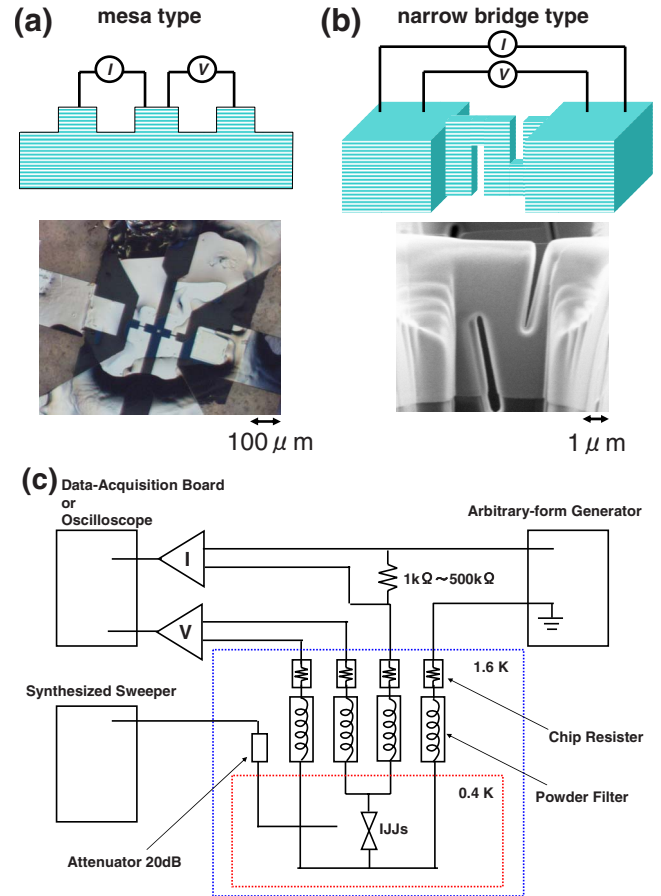 (a) mesa type
I
V
100 μ m
(b) narrow bridge type
I
V
1 μ m
(c)
Data-Acquisition Board
or
Oscilloscope
Arbitrary-form Generator
I
1kΩ～500kΩ
V
1.6 K
Synthesized Sweeper
Chip Resister
0.4 K
Powder Filter
IJJs
Attenuator 20dB